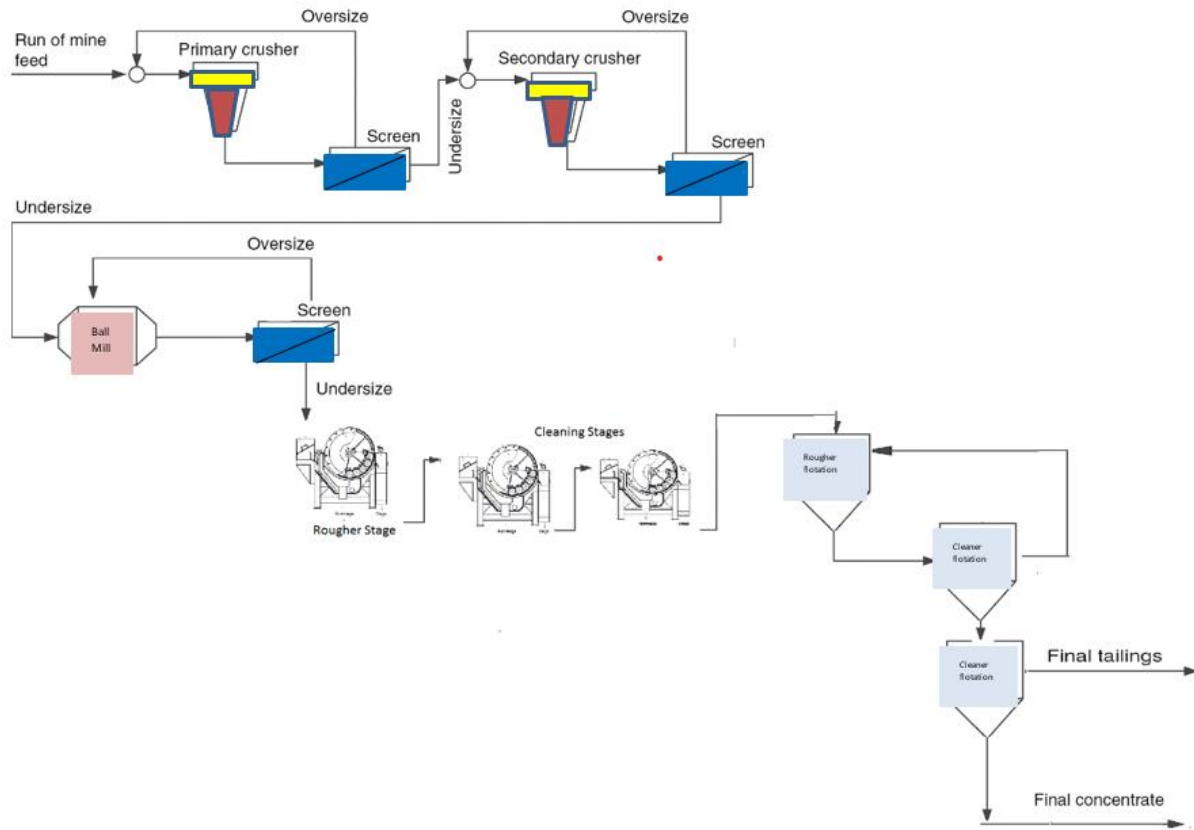 Oversize
Oversize
Run of mine
feed
Primary crusher
Secondary crusher
Undersize
Screen
Screen
Undersize
Oversize
Screen
Ball
Mill
Undersize
Cleaning Stages
Rougher Stage
Rougher
flotation
Cleaner
flotation
Cleaner
flotation
Final tailings
Final concentrate